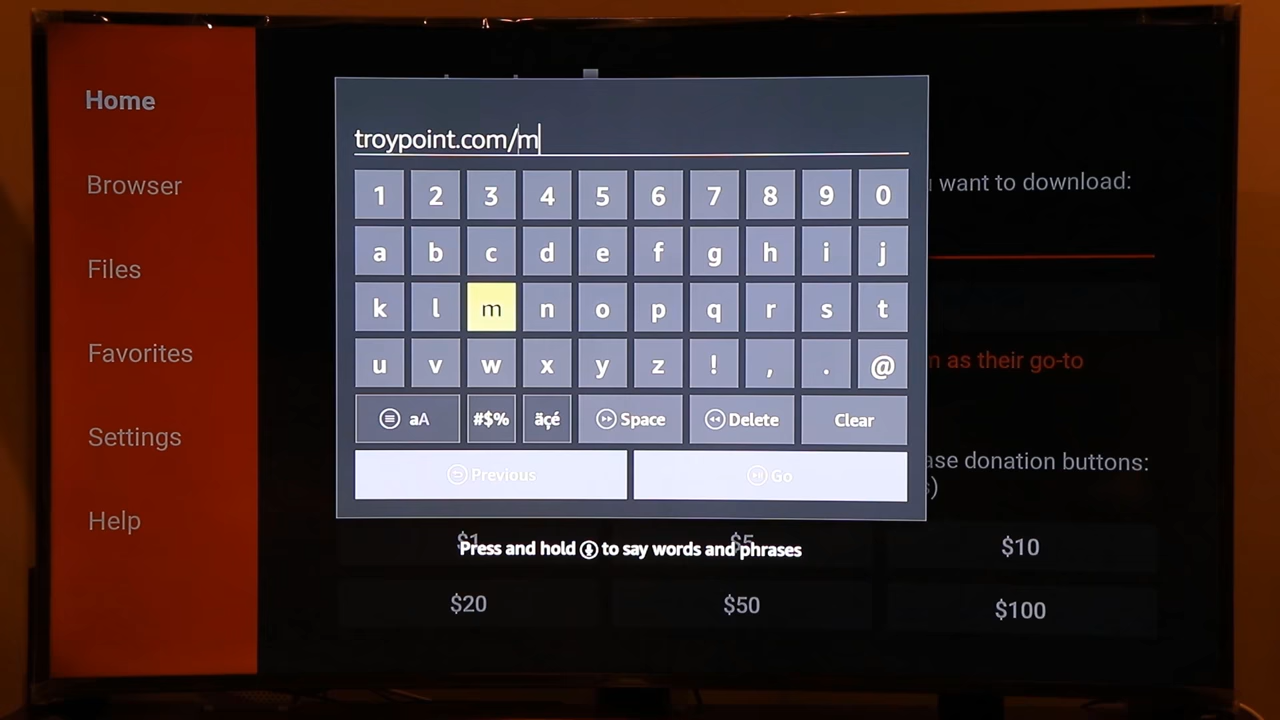 Home
Browser
Files
Favorites
Settings
Help
troypoint.com/m
1 2 3 4 5 6 7 8 9 0
a b c d e f g h i j
k l m n o p q r s t
u v w x y z ! , . @
aA #$% äçé Space Delete Clear
Previous Go
Press and hold to say words and phrases
want to download:
as their go-to
donation buttons:
$1 $5 $10
$20 $50 $100